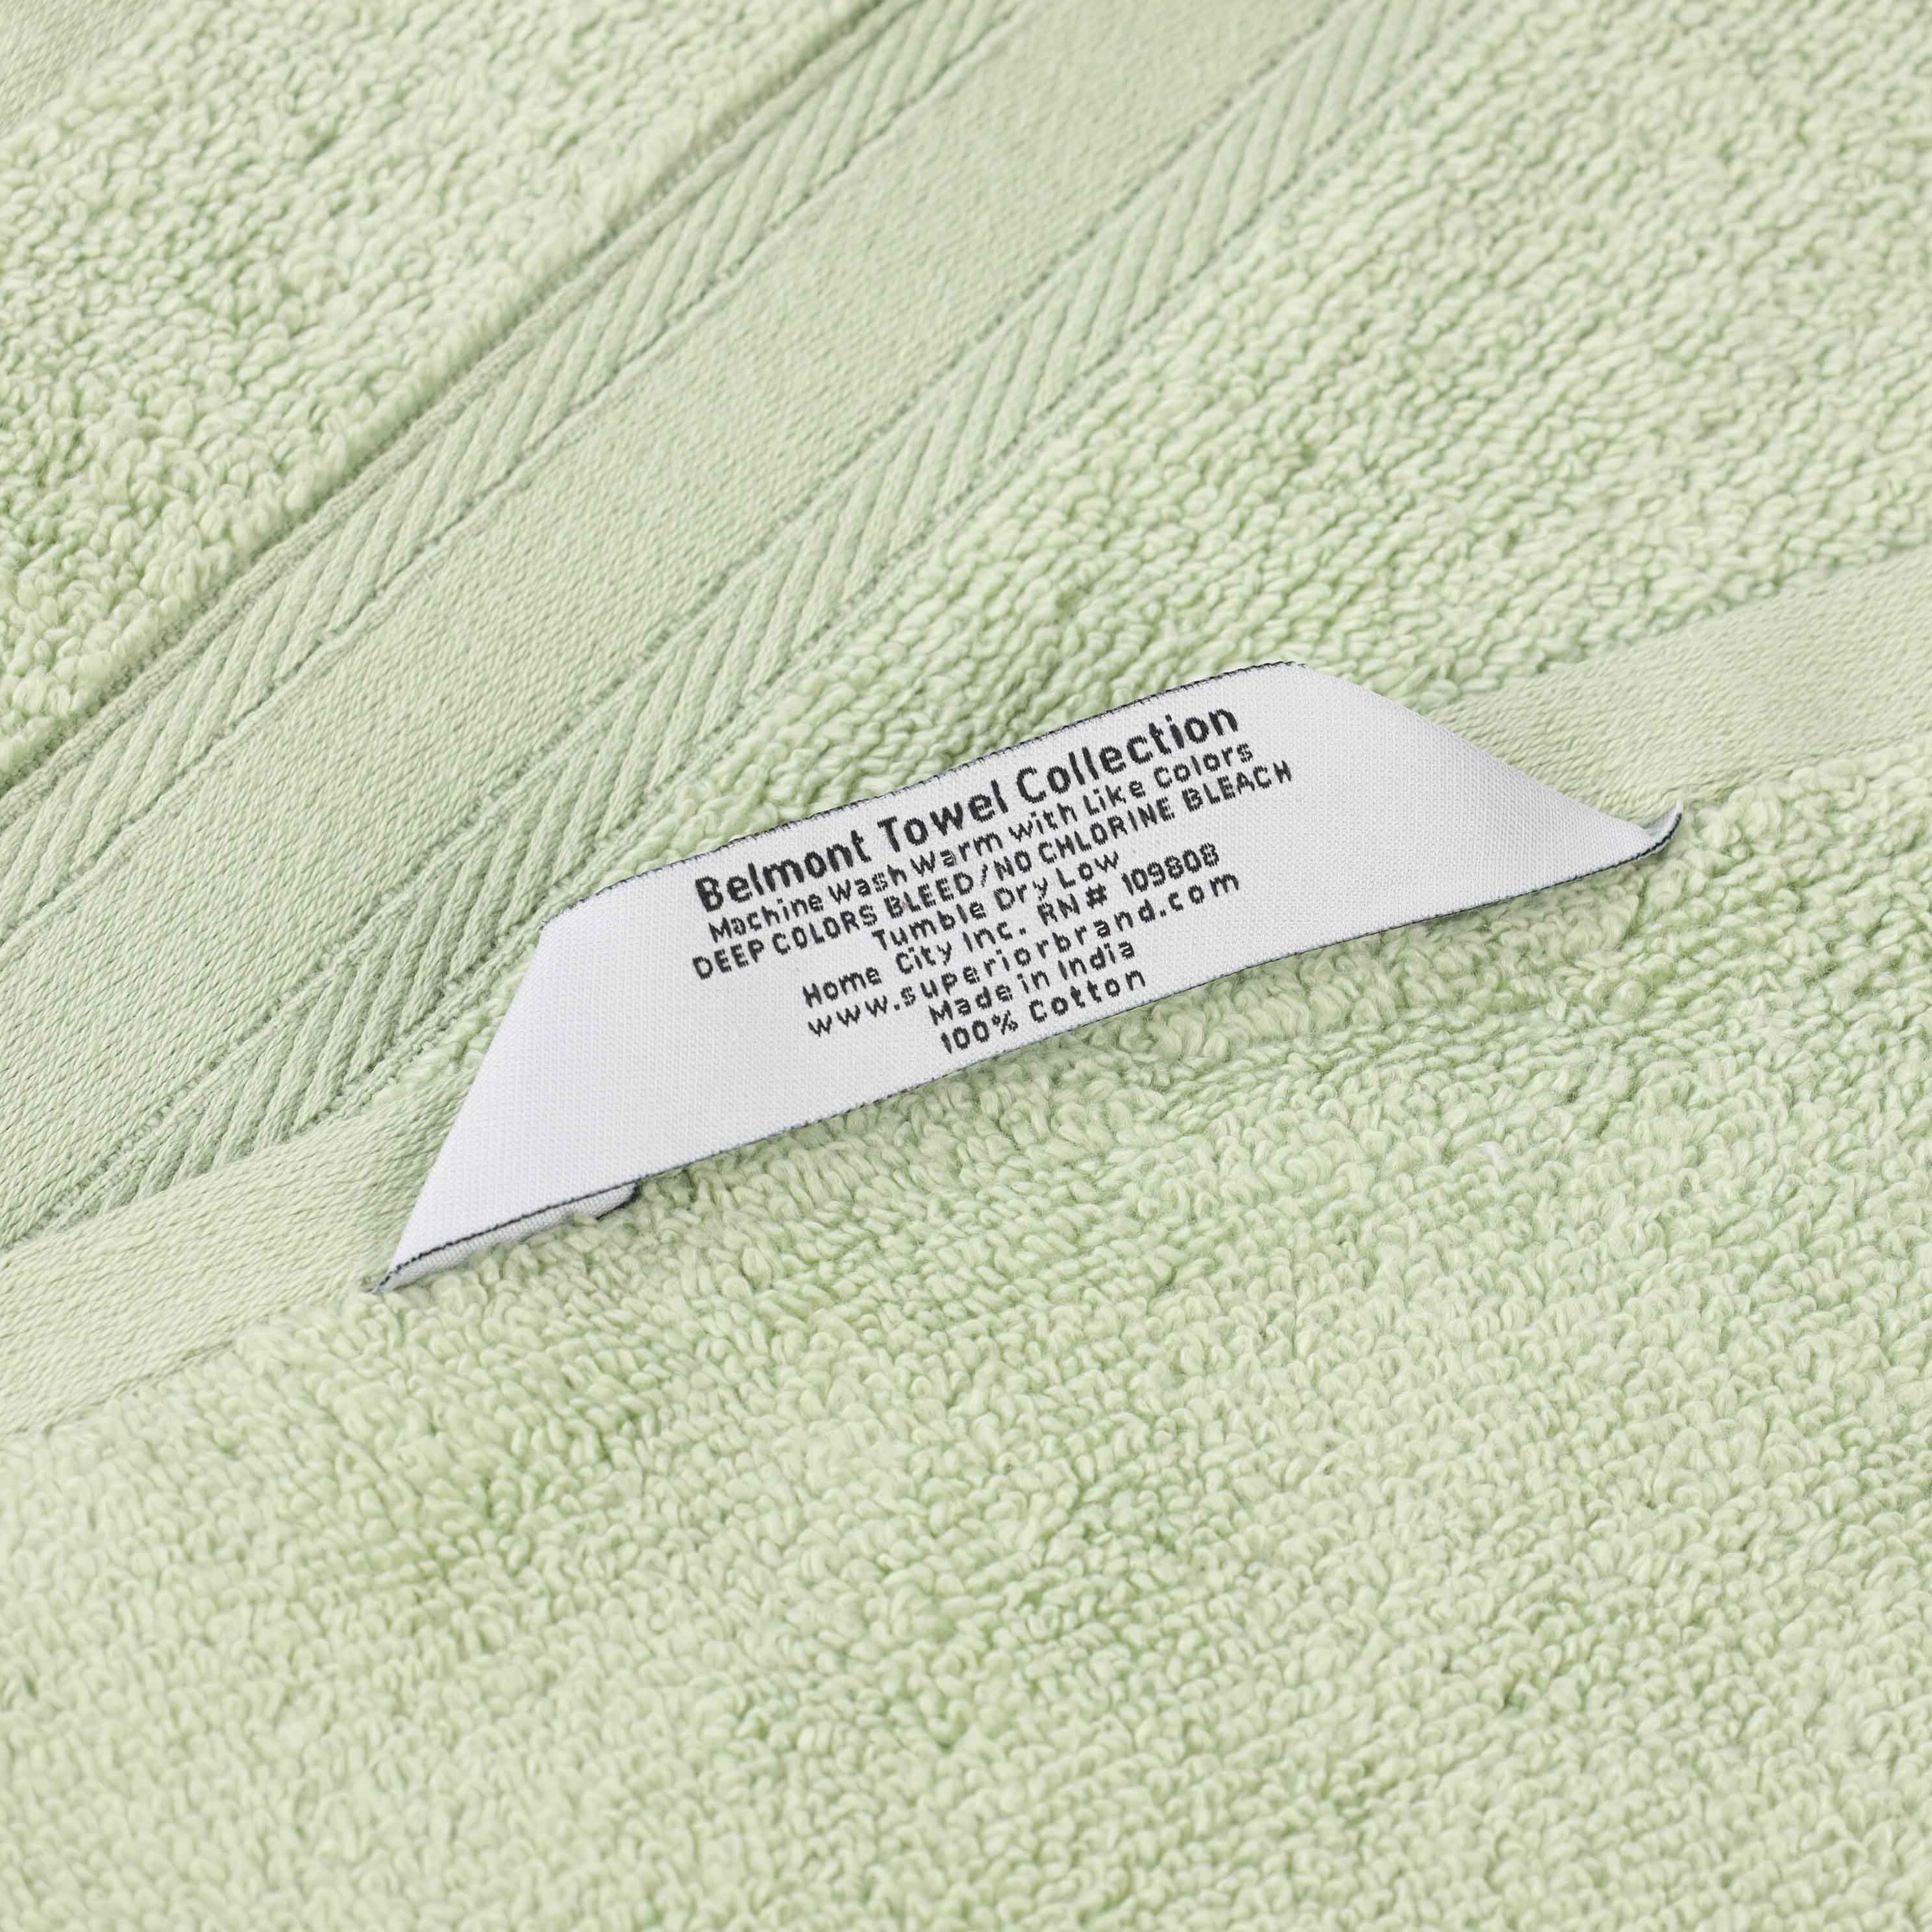 Belmont Towel Collection
Machine Wash Warm with Like Colors
DEEP COLORS BLEED/NO CHLORINE BLEACH
Tumble Dry Low
Home City Inc. RN# 109808
www.superiorbrand.com
Made in India
100% Cotton